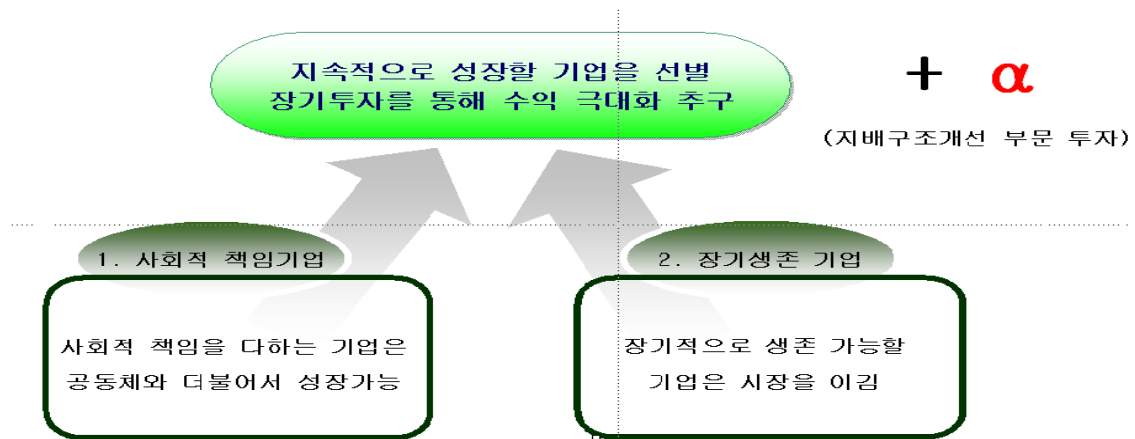 지속적으로 성장할 기업을 선별
장기투자를 통해 수익 극대화 추구
+ α
(지배구조개선 부문 투자)
1. 사회적 책임기업
사회적 책임을 다하는 기업은
공동체와 더불어서 성장가능
2. 장기생존 기업
장기적으로 생존 가능할
기업은 시장을 이김